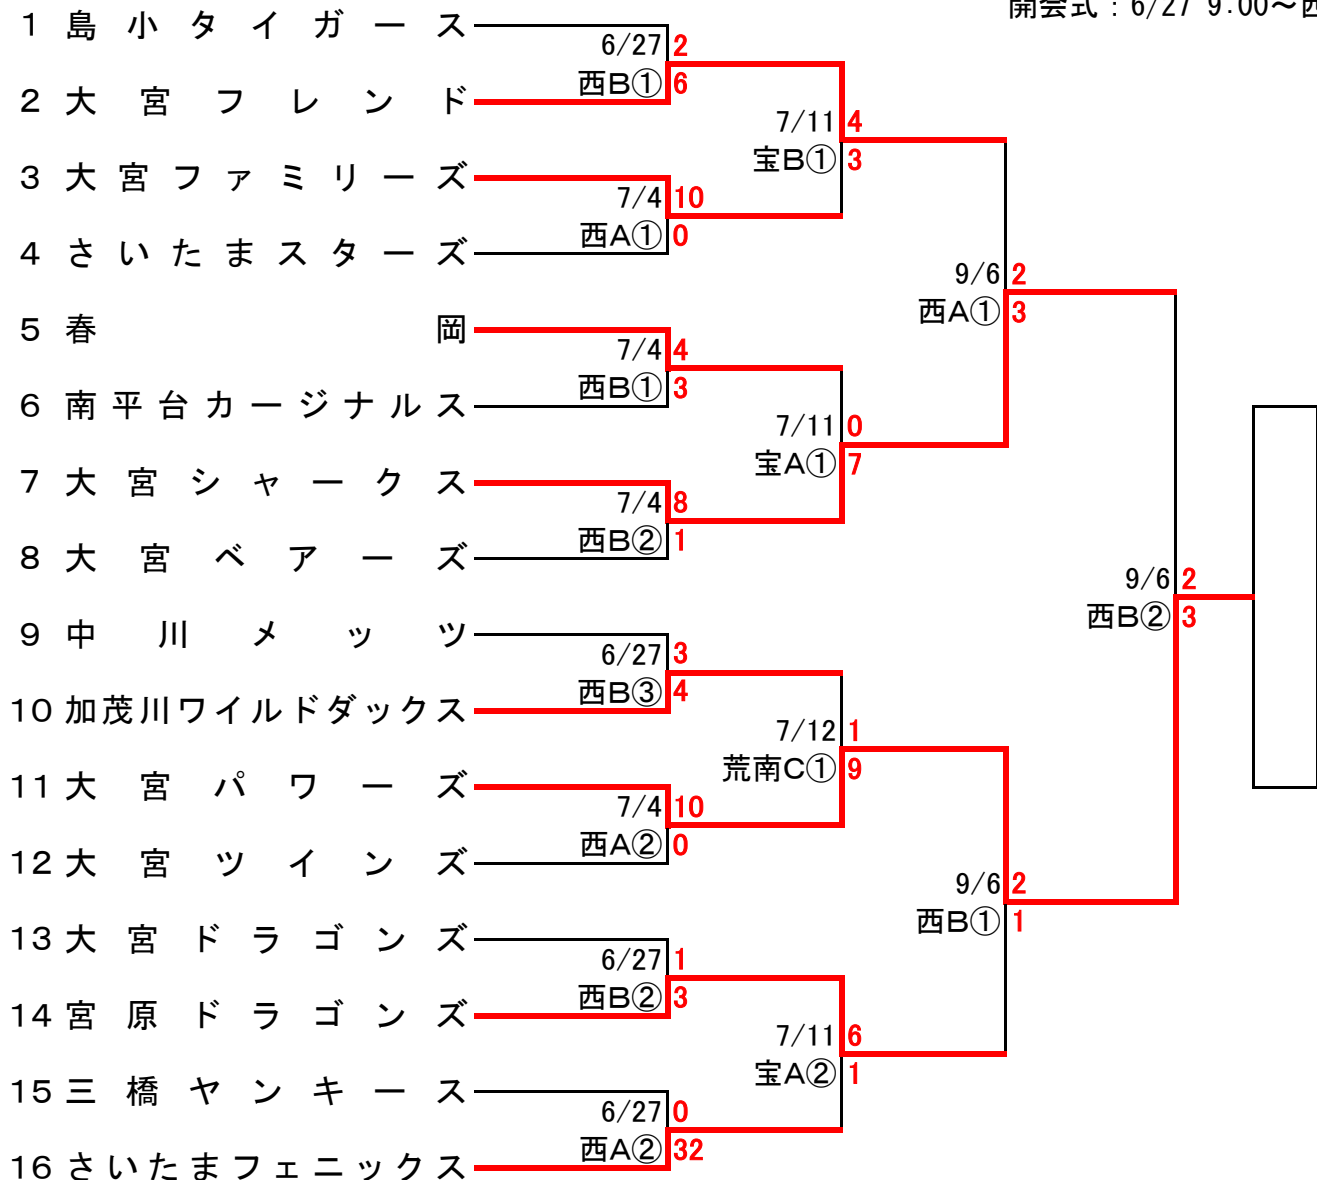 開会式：6/27 9:00～西
1 島小タイガース
6/27 2
西B① 6
2 大宮フレンド
7/11 4
宝B① 3
3 大宮ファミリーズ
7/4 10
西A① 0
4 さいたまスターズ
9/6 2
西A① 3
5 春岡
7/4 4
西B① 3
6 南平台カージナルス
7/11 0
宝A① 7
7 大宮シャークス
7/4 8
西B② 1
8 大宮ベアーズ
9/6 2
西B② 3
9 中川メッツ
6/27 3
西B③ 4
10 加茂川ワイルドダックス
7/12 1
荒南C① 9
11 大宮パワーズ
7/4 10
西A② 0
12 大宮ツインズ
9/6 2
西B① 1
13 大宮ドラゴンズ
6/27 1
西B② 3
14 宮原ドラゴンズ
7/11 6
宝A② 1
15 三橋ヤンキース
6/27 0
西A② 32
16 さいたまフェニックス